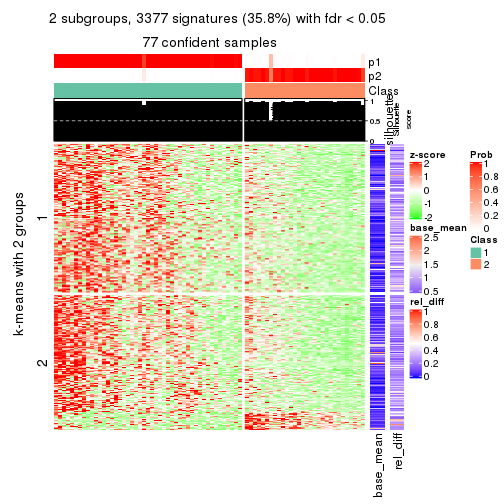 2 subgroups, 3377 signatures (35.8%) with fdr < 0.05
77 confident samples
p1
p2
Class
silhouette
Silhouette
score
1
0.5
0
k-means with 2 groups
1
2
base_mean
rel_diff
z-score
2
1
0
-1
-2
base_mean
2.5
2
1.5
1
0.5
rel_diff
1
0.8
0.6
0.4
0.2
0
Prob
1
0.8
0.6
0.4
0.2
0
Class
1
2